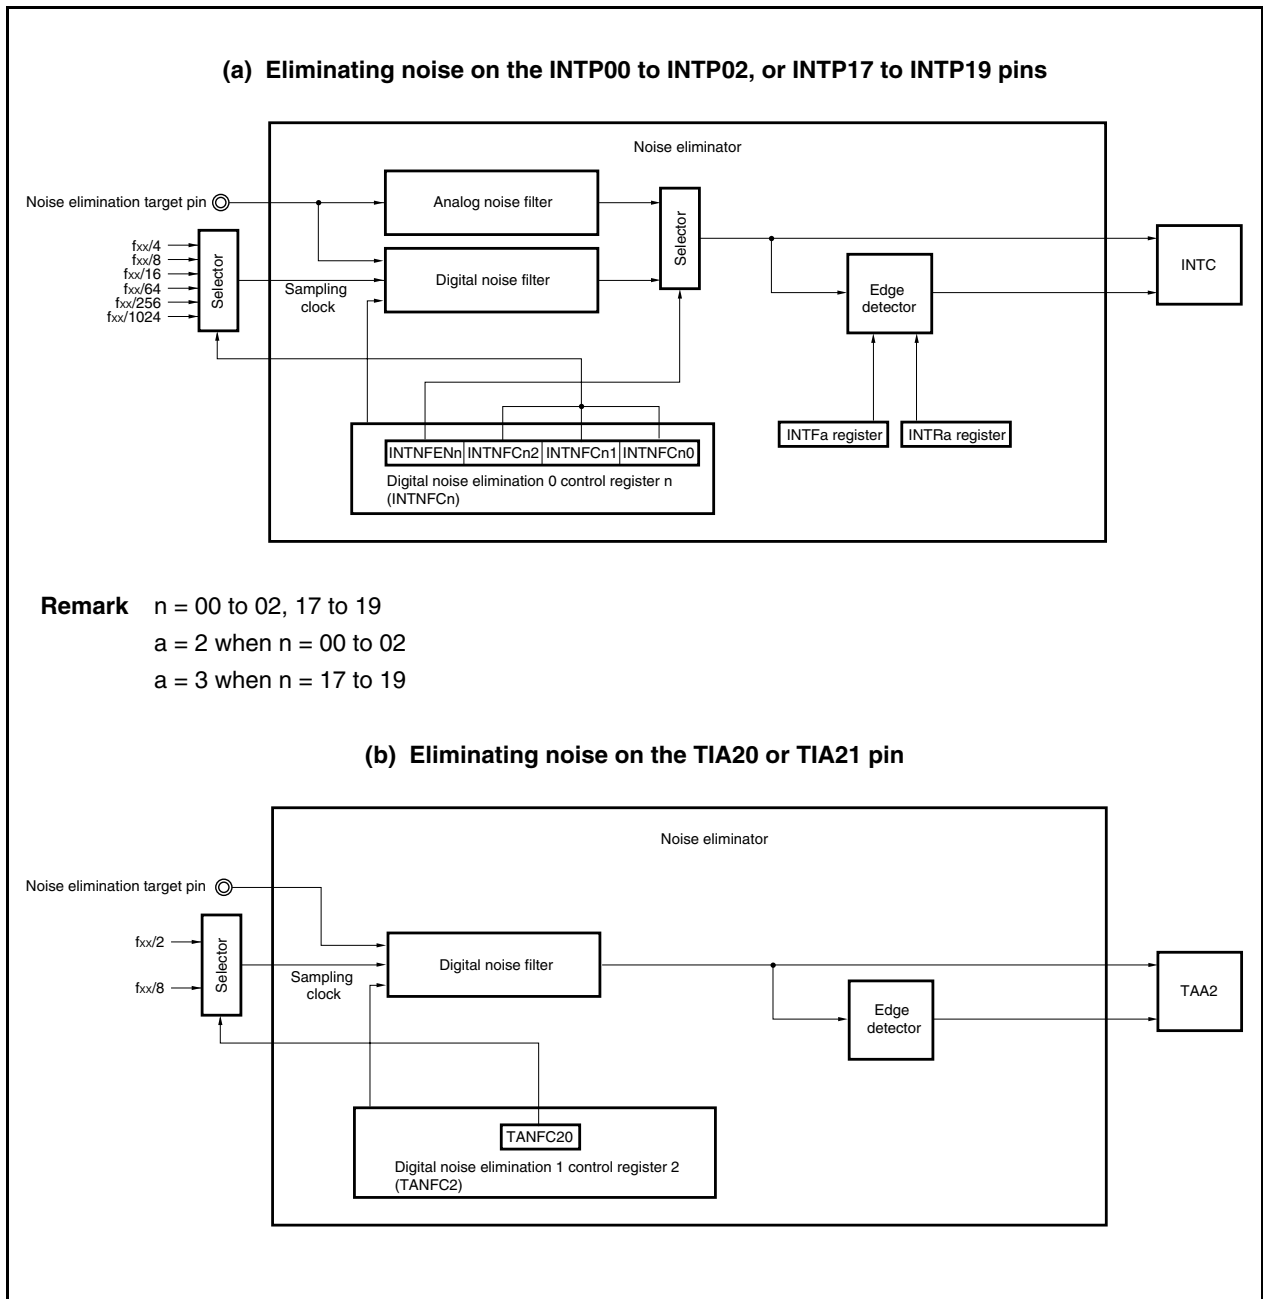 (a) Eliminating noise on the INTP00 to INTP02, or INTP17 to INTP19 pins
Noise eliminator
Noise elimination target pin
Analog noise filter
Selector
fxx/4
fxx/8
fxx/16
fxx/64
fxx/256
fxx/1024
Selector
Sampling
clock
Digital noise filter
Edge
detector
INTC
INTFa register
INTRa register
INTNFENn
INTNFCn2
INTNFCn1
INTNFCn0
Digital noise elimination 0 control register n
(INTNFCn)
Remark n = 00 to 02, 17 to 19
a = 2 when n = 00 to 02
a = 3 when n = 17 to 19
(b) Eliminating noise on the TIA20 or TIA21 pin
Noise eliminator
Noise elimination target pin
fxx/2
fxx/8
Selector
Sampling
clock
Digital noise filter
Edge
detector
TAA2
TANFC20
Digital noise elimination 1 control register 2
(TANFC2)